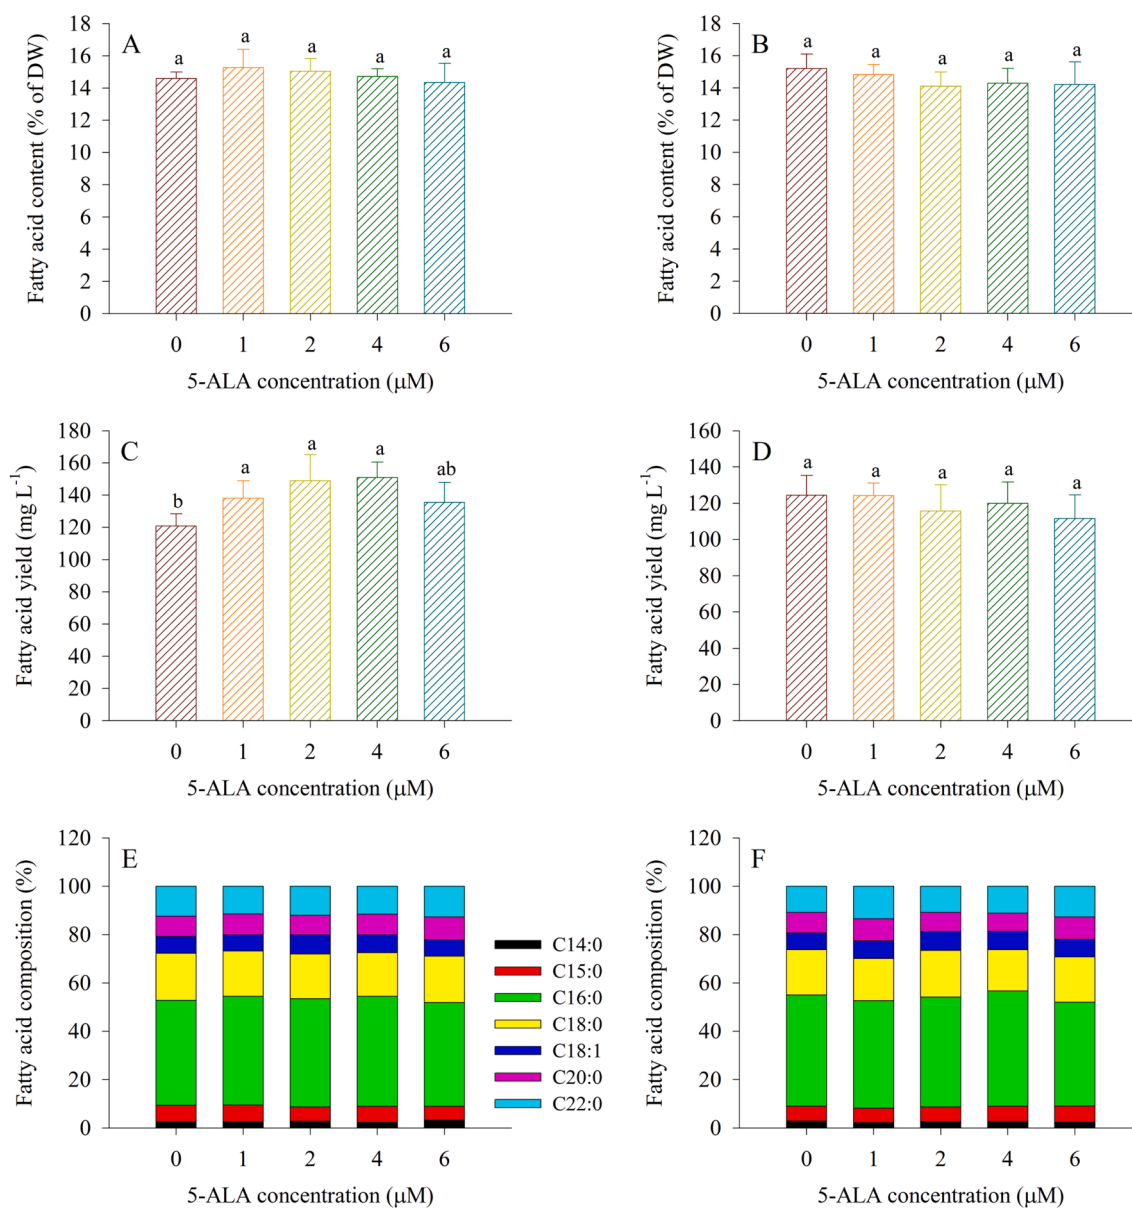 A
Fatty acid content (% of DW)
18
16
14
12
10
8
6
4
2
0
a a a a a
0 1 2 4 6
5-ALA concentration (μM)
B
Fatty acid content (% of DW)
18
16
14
12
10
8
6
4
2
0
a a a a a
0 1 2 4 6
5-ALA concentration (μM)
C
Fatty acid yield (mg L⁻¹)
180
160
140
120
100
80
60
40
20
0
b a a a ab
0 1 2 4 6
5-ALA concentration (μM)
D
Fatty acid yield (mg L⁻¹)
160
140
120
100
80
60
40
20
0
a a a a a
0 1 2 4 6
5-ALA concentration (μM)
E
Fatty acid composition (%)
120
100
80
60
40
20
0
0 1 2 4 6
5-ALA concentration (μM)
C14:0
C15:0
C16:0
C18:0
C18:1
C20:0
C22:0
F
Fatty acid composition (%)
120
100
80
60
40
20
0
0 1 2 4 6
5-ALA concentration (μM)